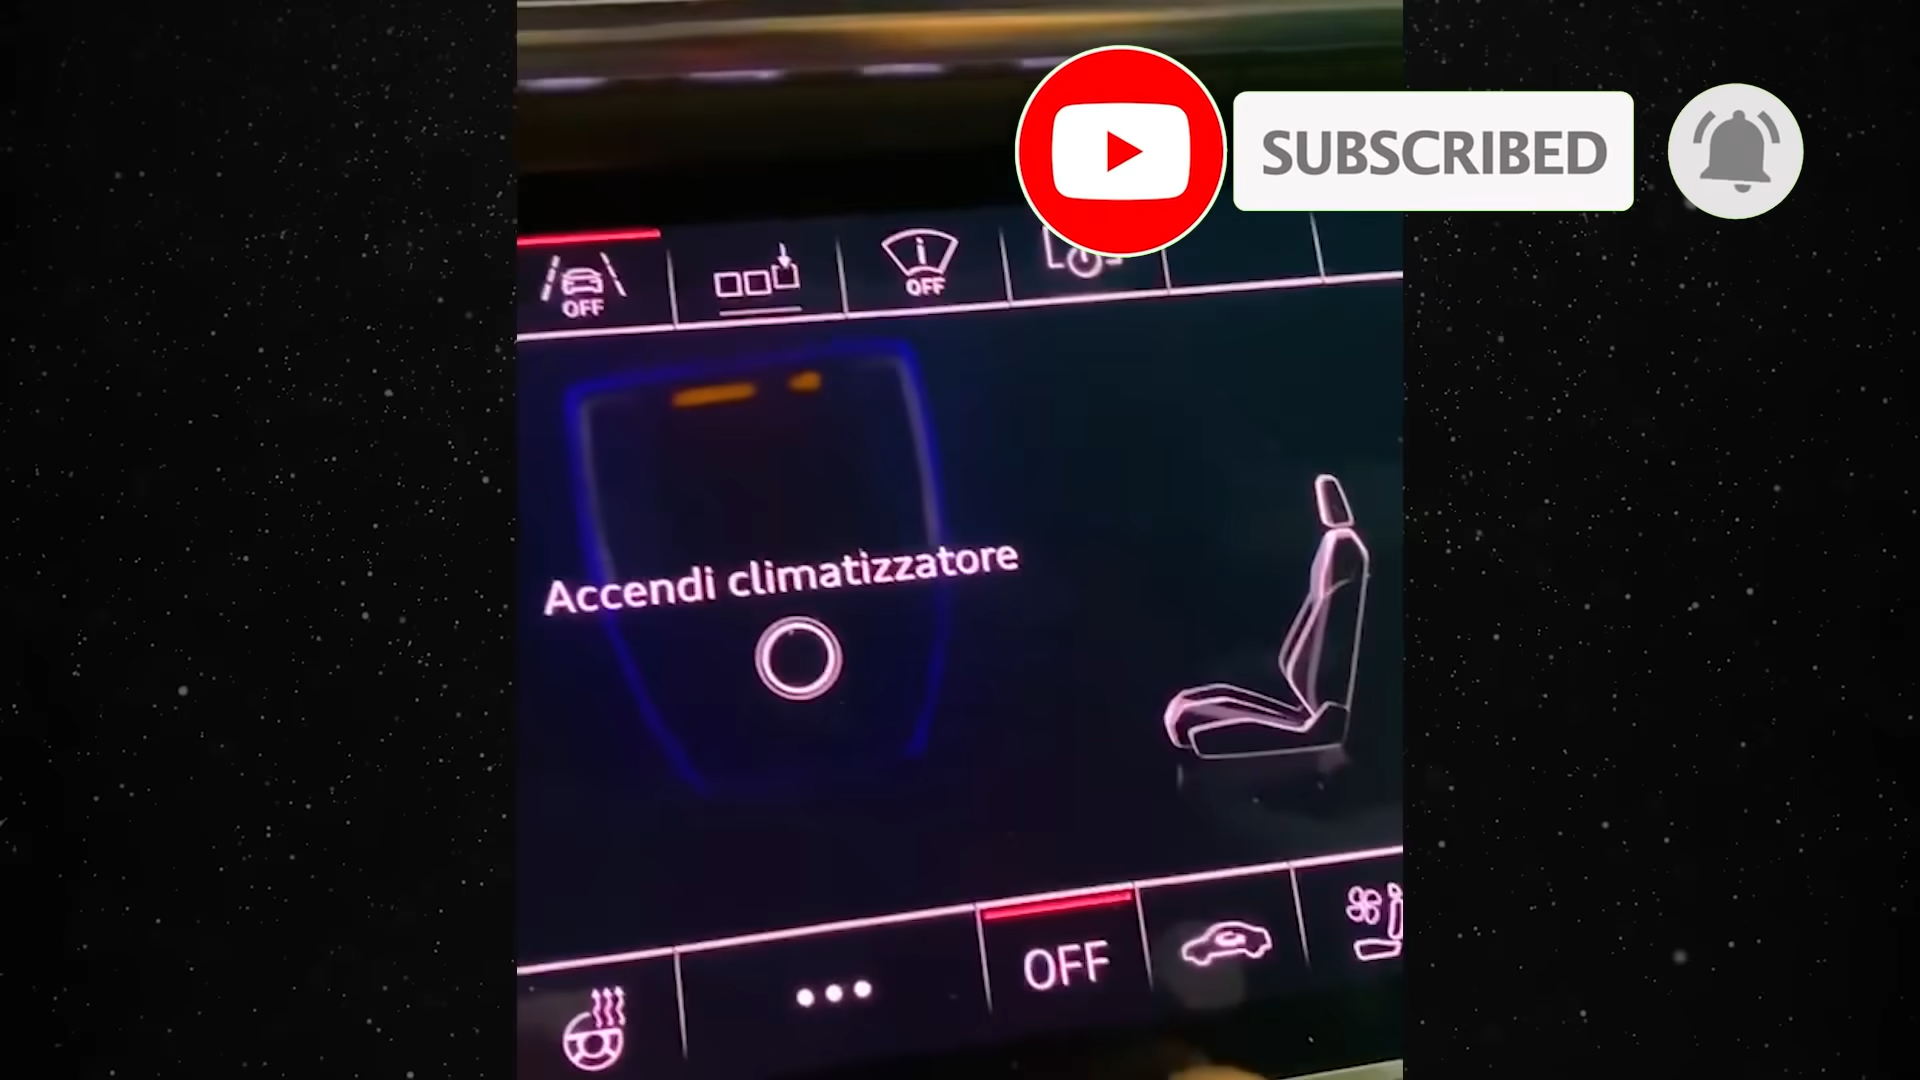 SUBSCRIBED
OFF
OFF
Accendi climatizzatore
OFF